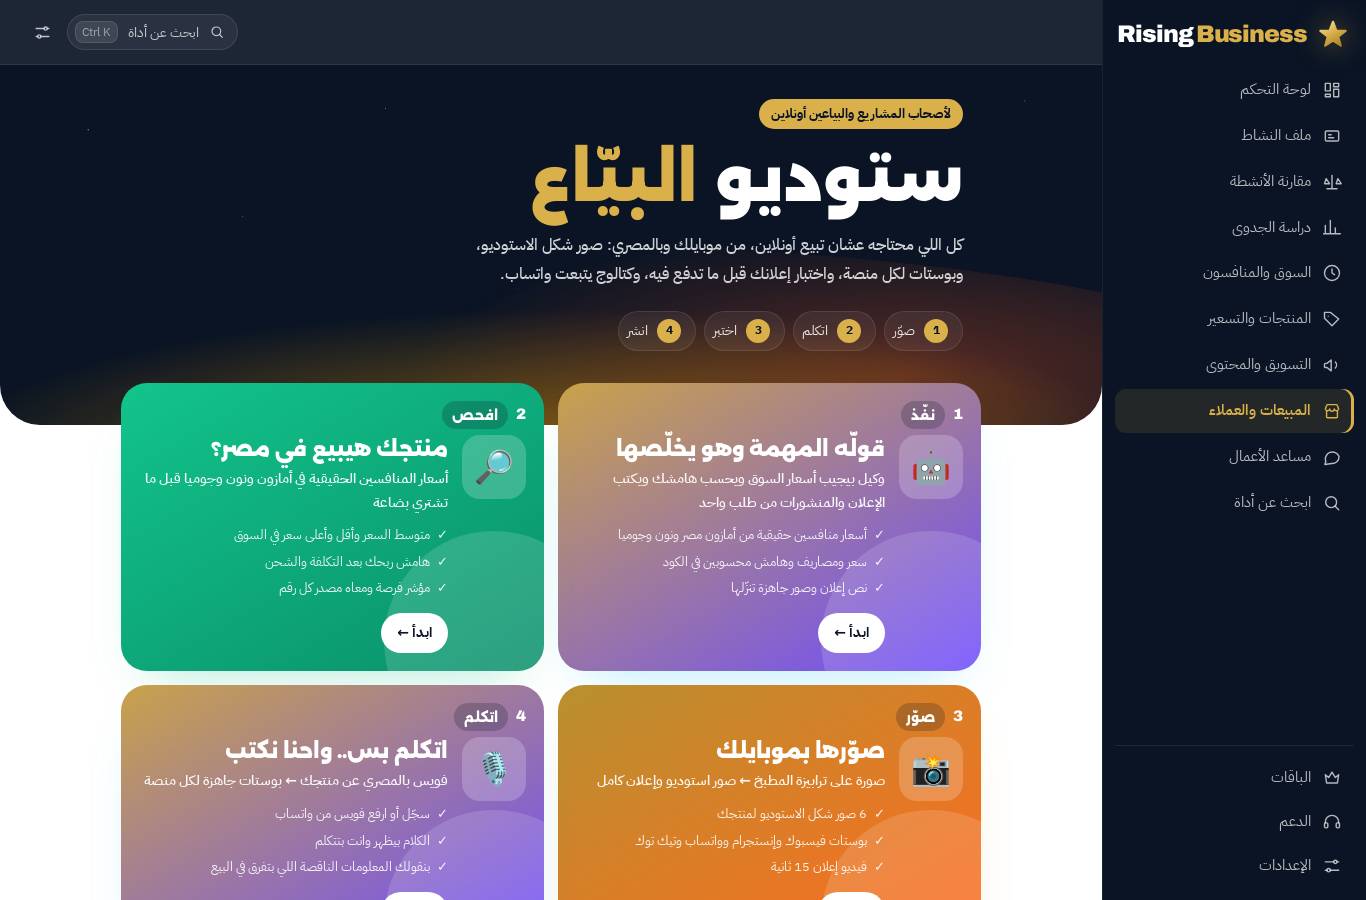 Rising Business
لوحة التحكم
ملف النشاط
مقارنة الأنشطة
دراسة الجدوى
السوق والمنافسون
المنتجات والتسعير
التسويق والمحتوى
المبيعات والعملاء
مساعد الأعمال
ابحث عن أداة
الباقات
الدعم
الإعدادات
ابحث عن أداة Ctrl K
لأصحاب المشاريع والبياعين أونلاين
ستوديو البيّاع
كل اللي محتاجه عشان تبيع أونلاين، من موبايلك وبالمصري: صور شكل الاستوديو،
وبوستات لكل منصة، واختبار إعلانك قبل ما تدفع فيه، وكتالوج يتبعت واتساب.
1 صوّر
2 اتكلم
3 اختبر
4 انشر
1 نفّذ
قولّه المهمة وهو يخلّصها
وكيل بيجيب أسعار السوق ويحسب هامشك ويكتب
الإعلان والمنشورات من طلب واحد
✓ أسعار منافسين حقيقية من أمازون مصر ونون وجوميا
✓ سعر ومصاريف وهامش محسوبين في الكود
✓ نص إعلان وصور جاهزة تنزّلها
ابدأ ←
2 افحص
منتجك هيبيع في مصر؟
أسعار المنافسين الحقيقية في أمازون ونون وجوميا قبل ما
تشتري بضاعة
✓ متوسط السعر وأقل وأعلى سعر في السوق
✓ هامش ربحك بعد التكلفة والشحن
✓ مؤشر فرصة ومعاه مصدر كل رقم
ابدأ ←
3 صوّر
صوّرها بموبايلك
صورة على ترابيزة المطبخ ← صور استوديو وإعلان كامل
✓ 6 صور شكل الاستوديو لمنتجك
✓ بوستات فيسبوك وإنستجرام وواتساب وتيك توك
✓ فيديو إعلان 15 ثانية
4 اتكلم
اتكلم بس.. واحنا نكتب
فويس بالمصري عن منتجك ← بوستات جاهزة لكل منصة
✓ سجّل أو ارفع فويس من واتساب
✓ الكلام بيظهر وانت بتتكلم
✓ بنقولك المعلومات الناقصة اللي بتفرق في البيع